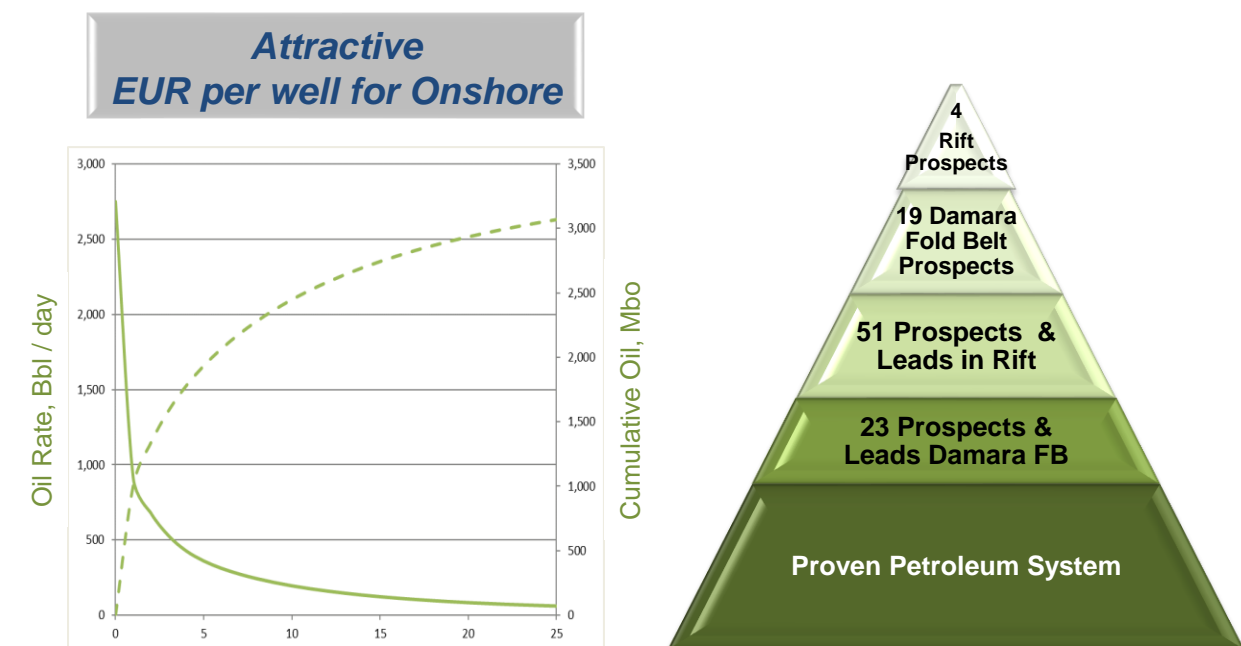 Attractive
EUR per well for Onshore
Oil Rate, Bbl / day
3,000
2,500
2,000
1,500
1,000
500
0
0
5
10
15
20
25
3,500
3,000
2,500
2,000
1,500
1,000
500
0
Cumulative Oil, Mbo
4
Rift
Prospects
19 Damara
Fold Belt
Prospects
51 Prospects &
Leads in Rift
23 Prospects &
Leads Damara FB
Proven Petroleum System